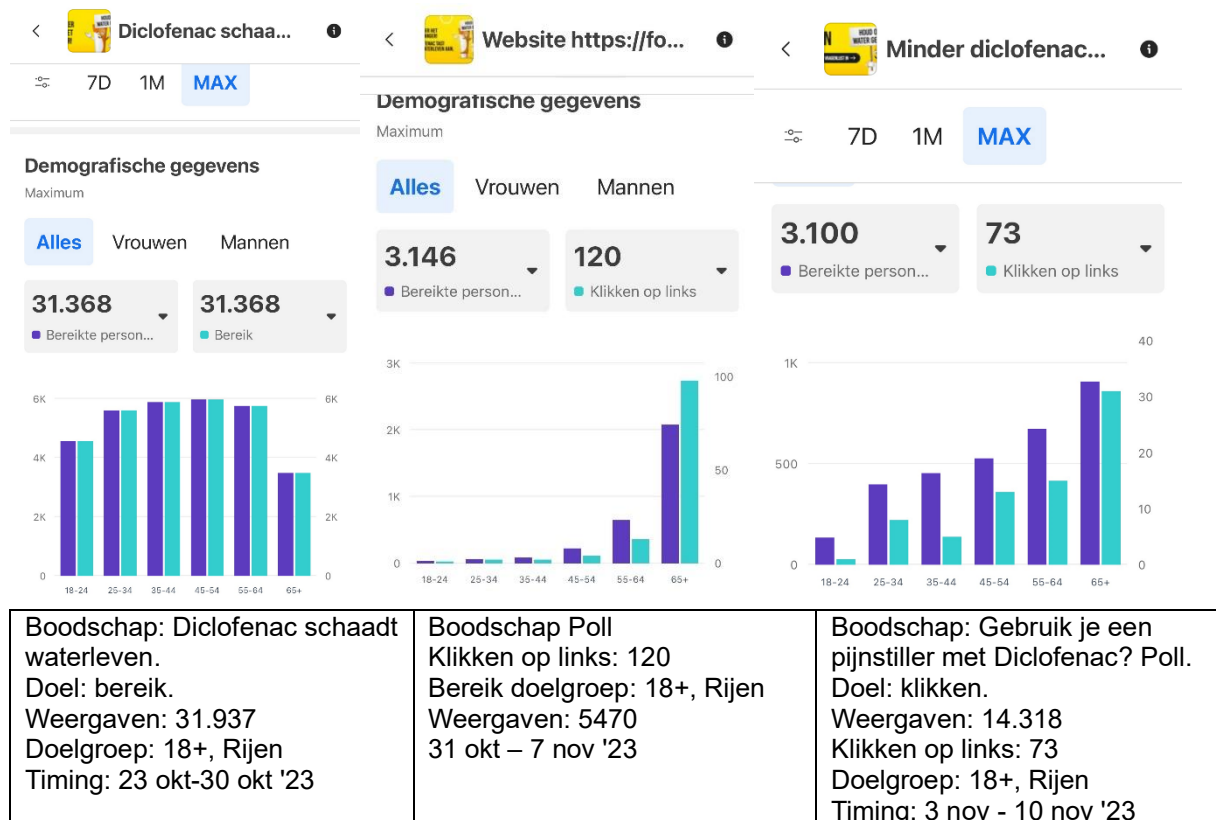 Diclofenac schaa...
7D 1M MAX
Demografische gegevens
Maximum
Alles Vrouwen Mannen
31.368 31.368
Bereikte person... Bereik
6K 6K
4K 4K
2K 2K
0 0
18-24 25-34 35-44 45-54 55-64 65+
Website https://fo...
Demografische gegevens
Maximum
Alles Vrouwen Mannen
3.146 120
Bereikte person... Klikken op links
3K
100
2K
50
1K
0 0
18-24 25-34 35-44 45-54 55-64 65+
HOUD O
WATER GE
Minder diclofenac...
7D 1M MAX
3.100 73
Bereikte person... Klikken op links
40
1K
30
20
500
10
0 0
18-24 25-34 35-44 45-54 55-64 65+
Boodschap: Diclofenac schaadt
waterleven.
Doel: bereik.
Weergaven: 31.937
Doelgroep: 18+, Rijen
Timing: 23 okt-30 okt '23
Boodschap Poll
Klikken op links: 120
Bereik doelgroep: 18+, Rijen
Weergaven: 5470
31 okt – 7 nov '23
Boodschap: Gebruik je een
pijnstiller met Diclofenac? Poll.
Doel: klikken.
Weergaven: 14.318
Klikken op links: 73
Doelgroep: 18+, Rijen
Timing: 3 nov - 10 nov '23